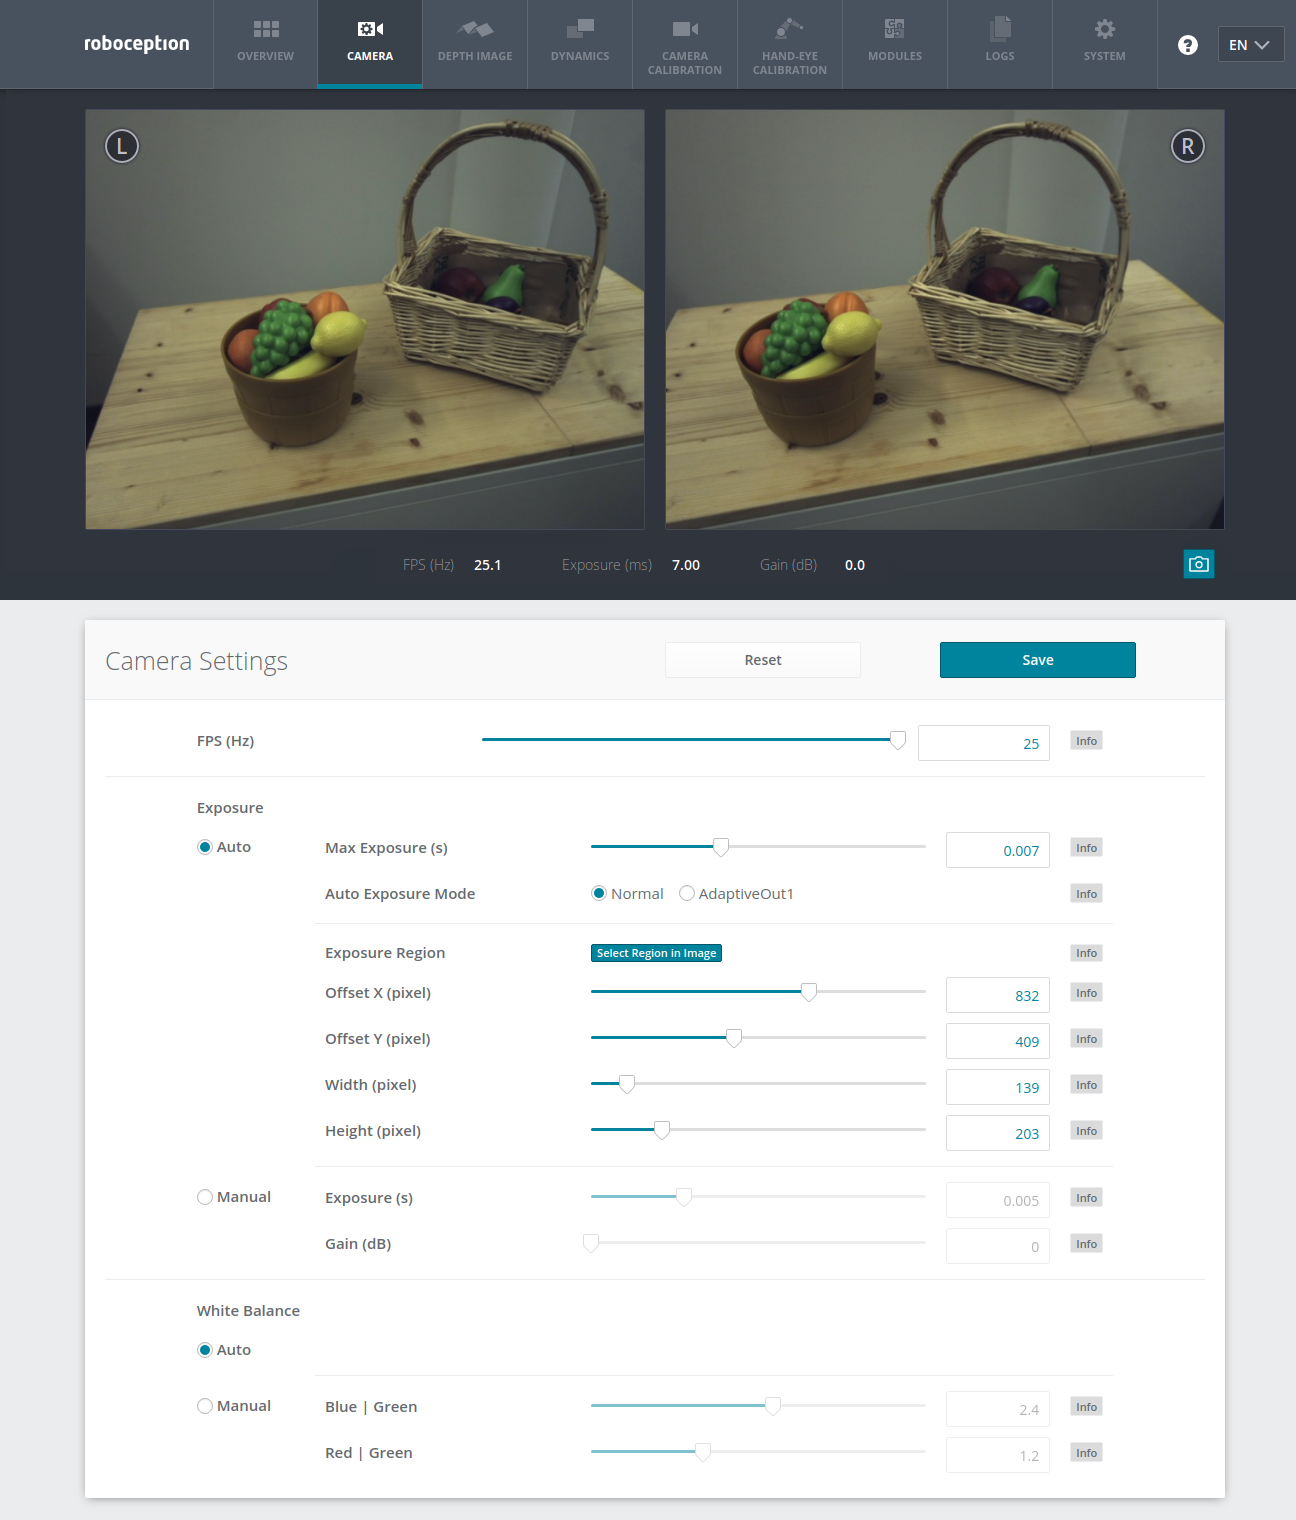 roboception
OVERVIEW
CAMERA
DEPTH IMAGE
DYNAMICS
CAMERA
CALIBRATION
HAND-EYE
CALIBRATION
MODULES
LOGS
SYSTEM
?
EN
L
R
FPS (Hz) 25.1 Exposure (ms) 7.00 Gain (dB) 0.0
Camera Settings Reset Save
FPS (Hz) 25 Info
Exposure
Auto Max Exposure (s) 0.007 Info
Auto Exposure Mode Normal AdaptiveOut1 Info
Exposure Region Select Region in Image Info
Offset X (pixel) 832 Info
Offset Y (pixel) 409 Info
Width (pixel) 139 Info
Height (pixel) 203 Info
Manual Exposure (s) 0.005 Info
Gain (dB) 0 Info
White Balance
Auto
Manual Blue | Green 2.4 Info
Red | Green 1.2 Info